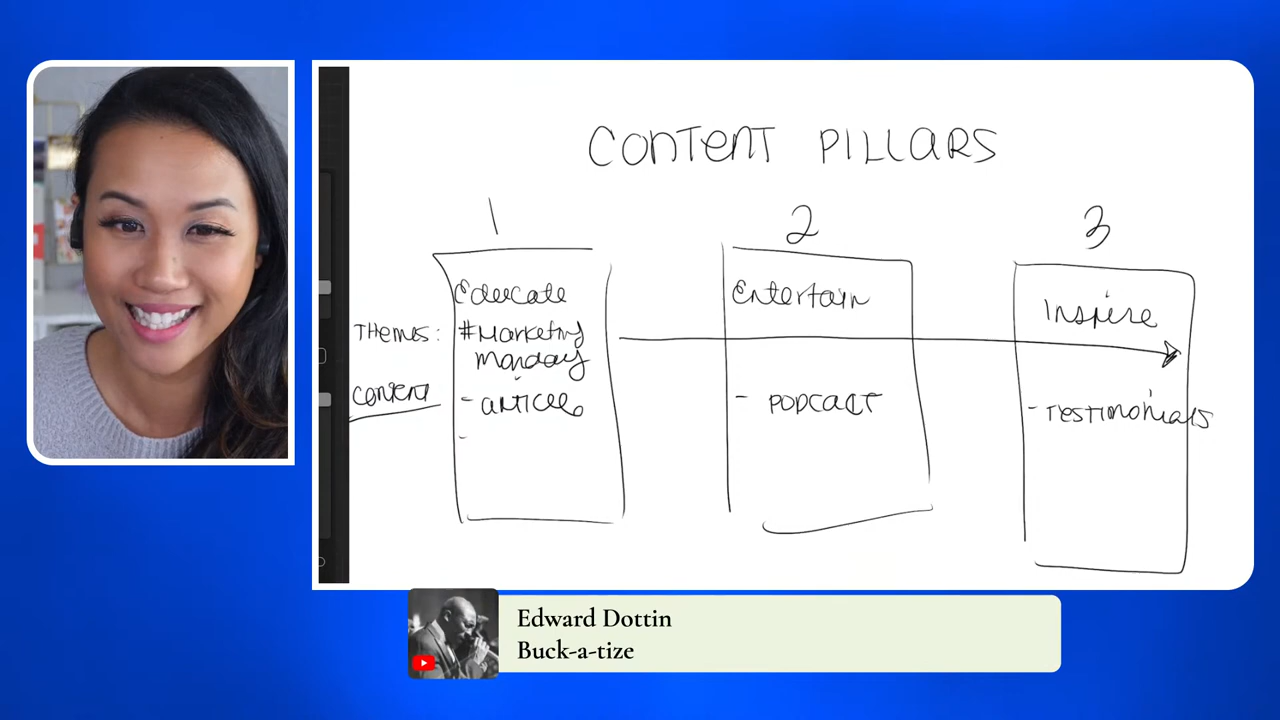 CONTENT PILLARS
1
2
3
Educate
Entertain
Inspire
THEMES:
#Marketing
monday
CONTENT
- articles
- PODCAST
- Testimonials
-
Edward Dottin
Buck-a-tize